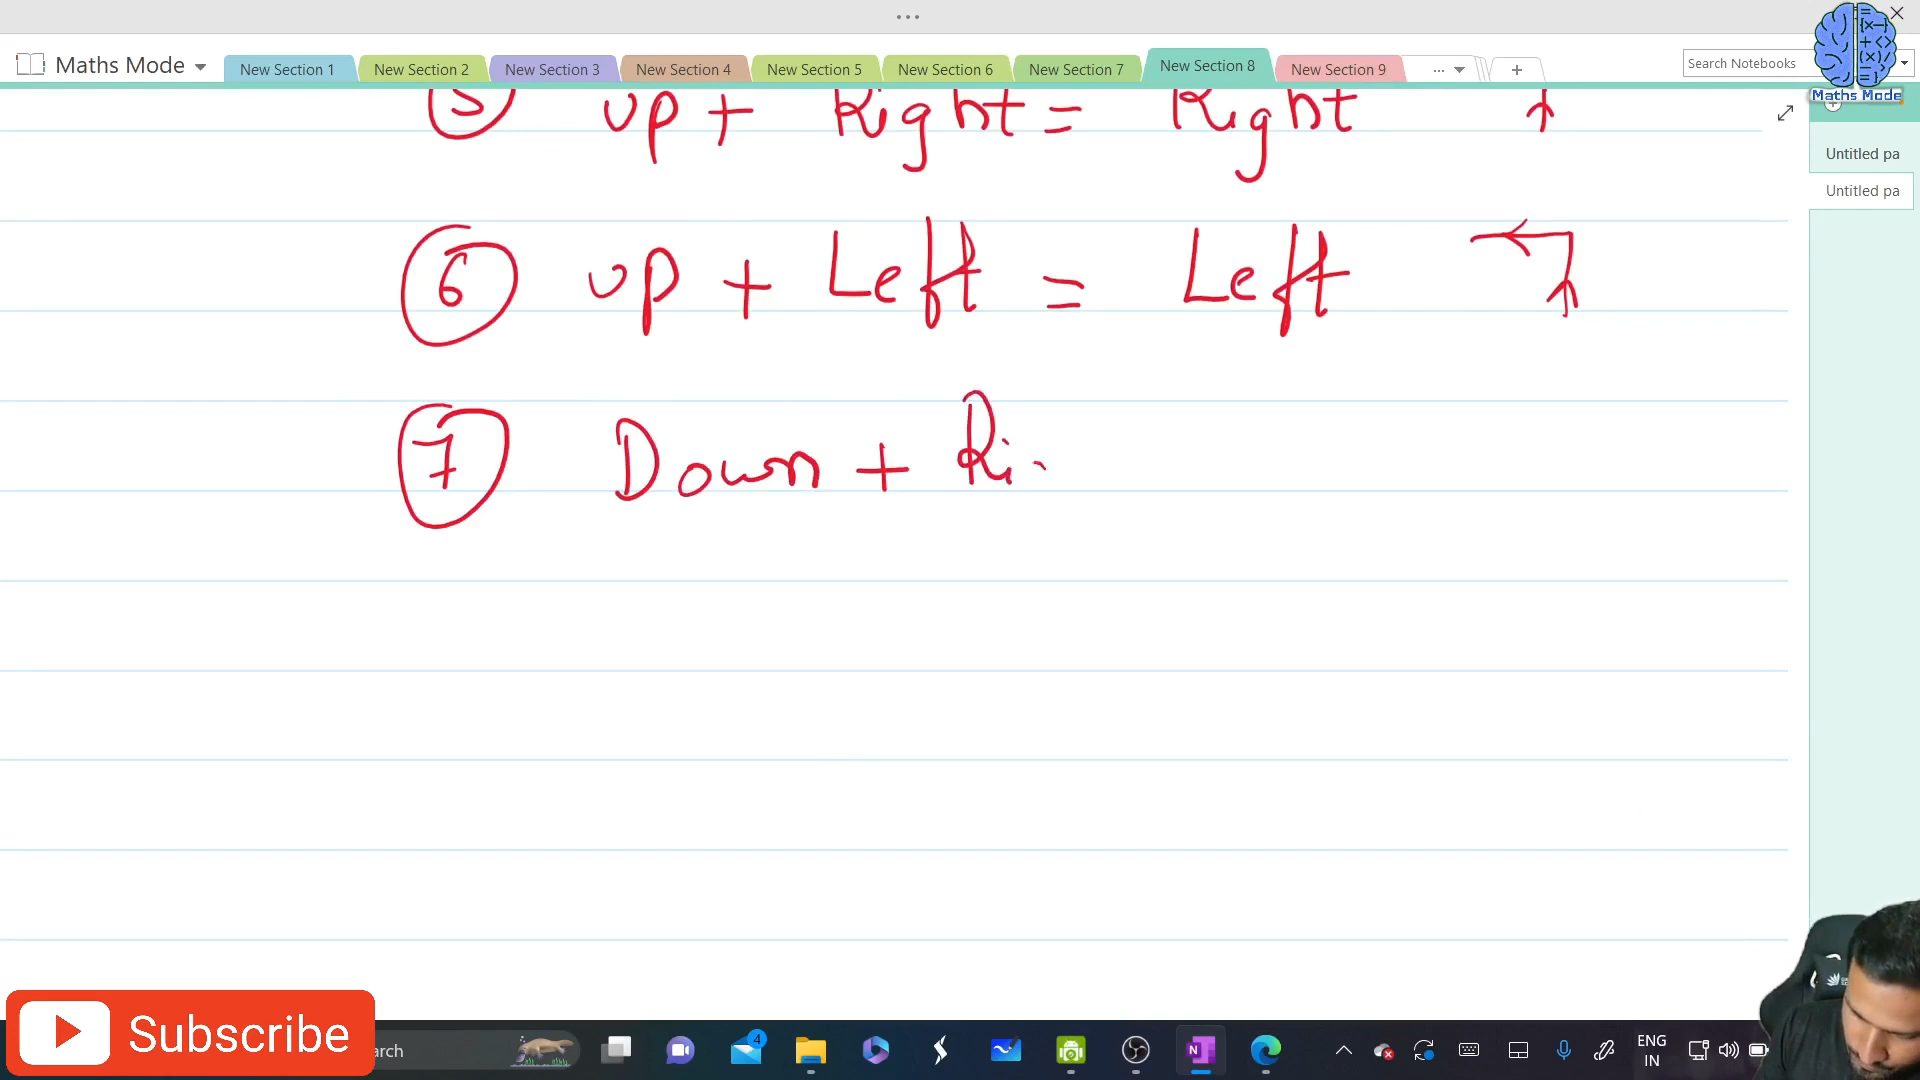 Maths Mode New Section 1 New Section 2 New Section 3 New Section 4 New Section 5 New Section 6 New Section 7 New Section 8 New Section 9 ... + Search Notebooks
Maths Mode
5 up + Right = Right
Untitled pa
Untitled pa
6 up + Left = Left
7 Down + Ri
Subscribe
arch
4
ENG
IN